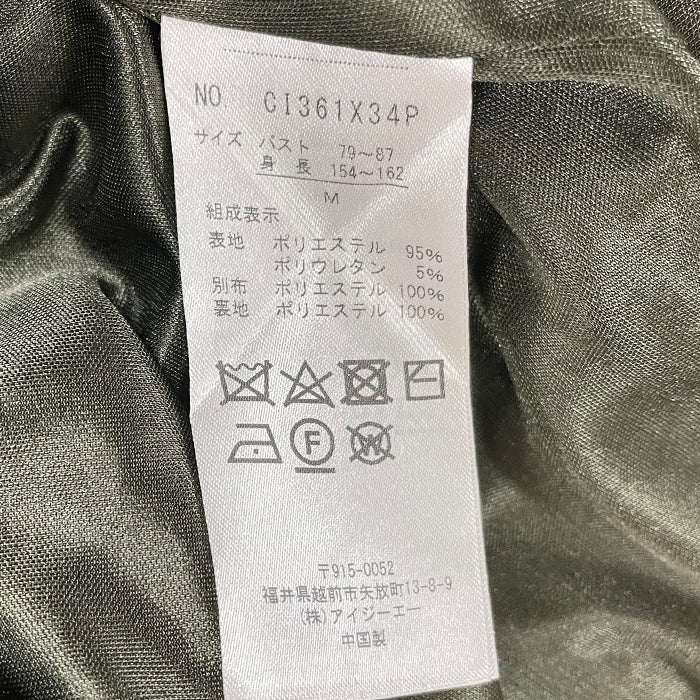 NO. CI361X34P
サイズ バスト 79～87
身長 154～162
M
組成表示
表地 ポリエステル 95%
ポリウレタン 5%
別布 ポリエステル 100%
裏地 ポリエステル 100%
F
W
〒915-0052
福井県越前市矢放町13-8-9
(株)アイジーエー
中国製